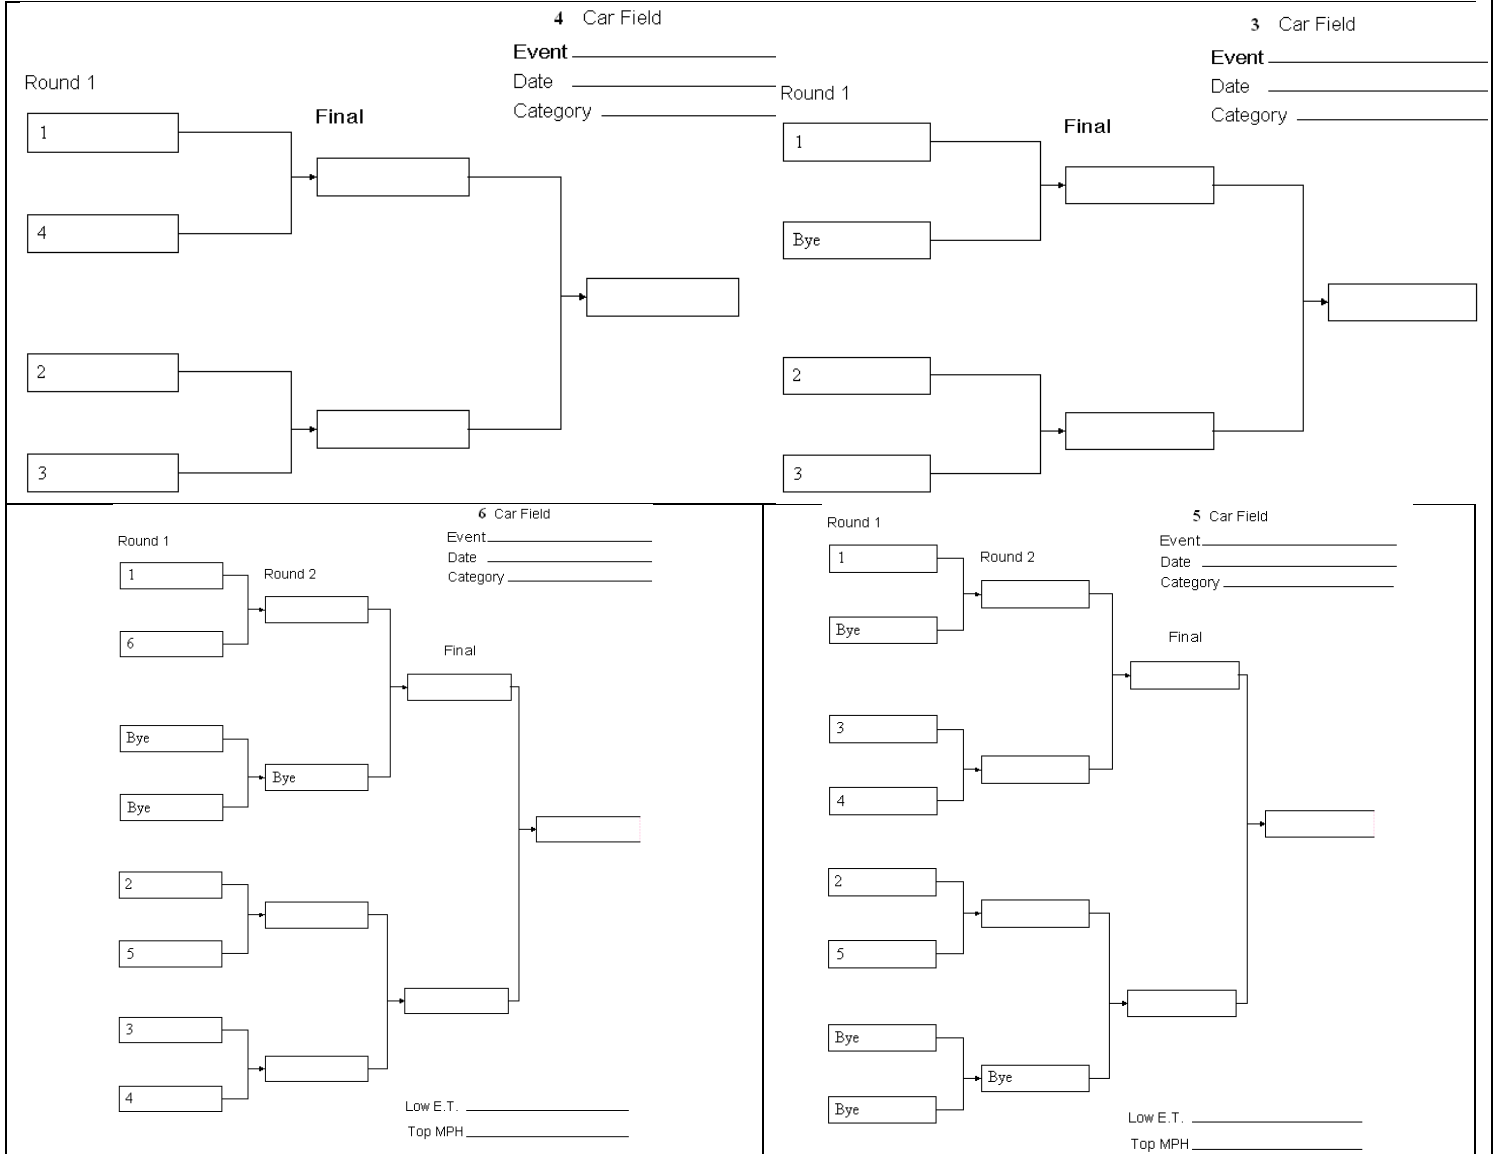 4 Car Field
Event
Date
Category
Round 1
Final
1
4
2
3
3 Car Field
Event
Date
Category
Round 1
Final
1
Bye
2
3
6 Car Field
Event
Date
Category
Round 1
Round 2
Final
1
6
Bye
Bye
Bye
2
5
3
4
Low E.T.
Top MPH
5 Car Field
Event
Date
Category
Round 1
Round 2
Final
1
Bye
3
4
2
5
Bye
Bye
Bye
Low E.T.
Top MPH